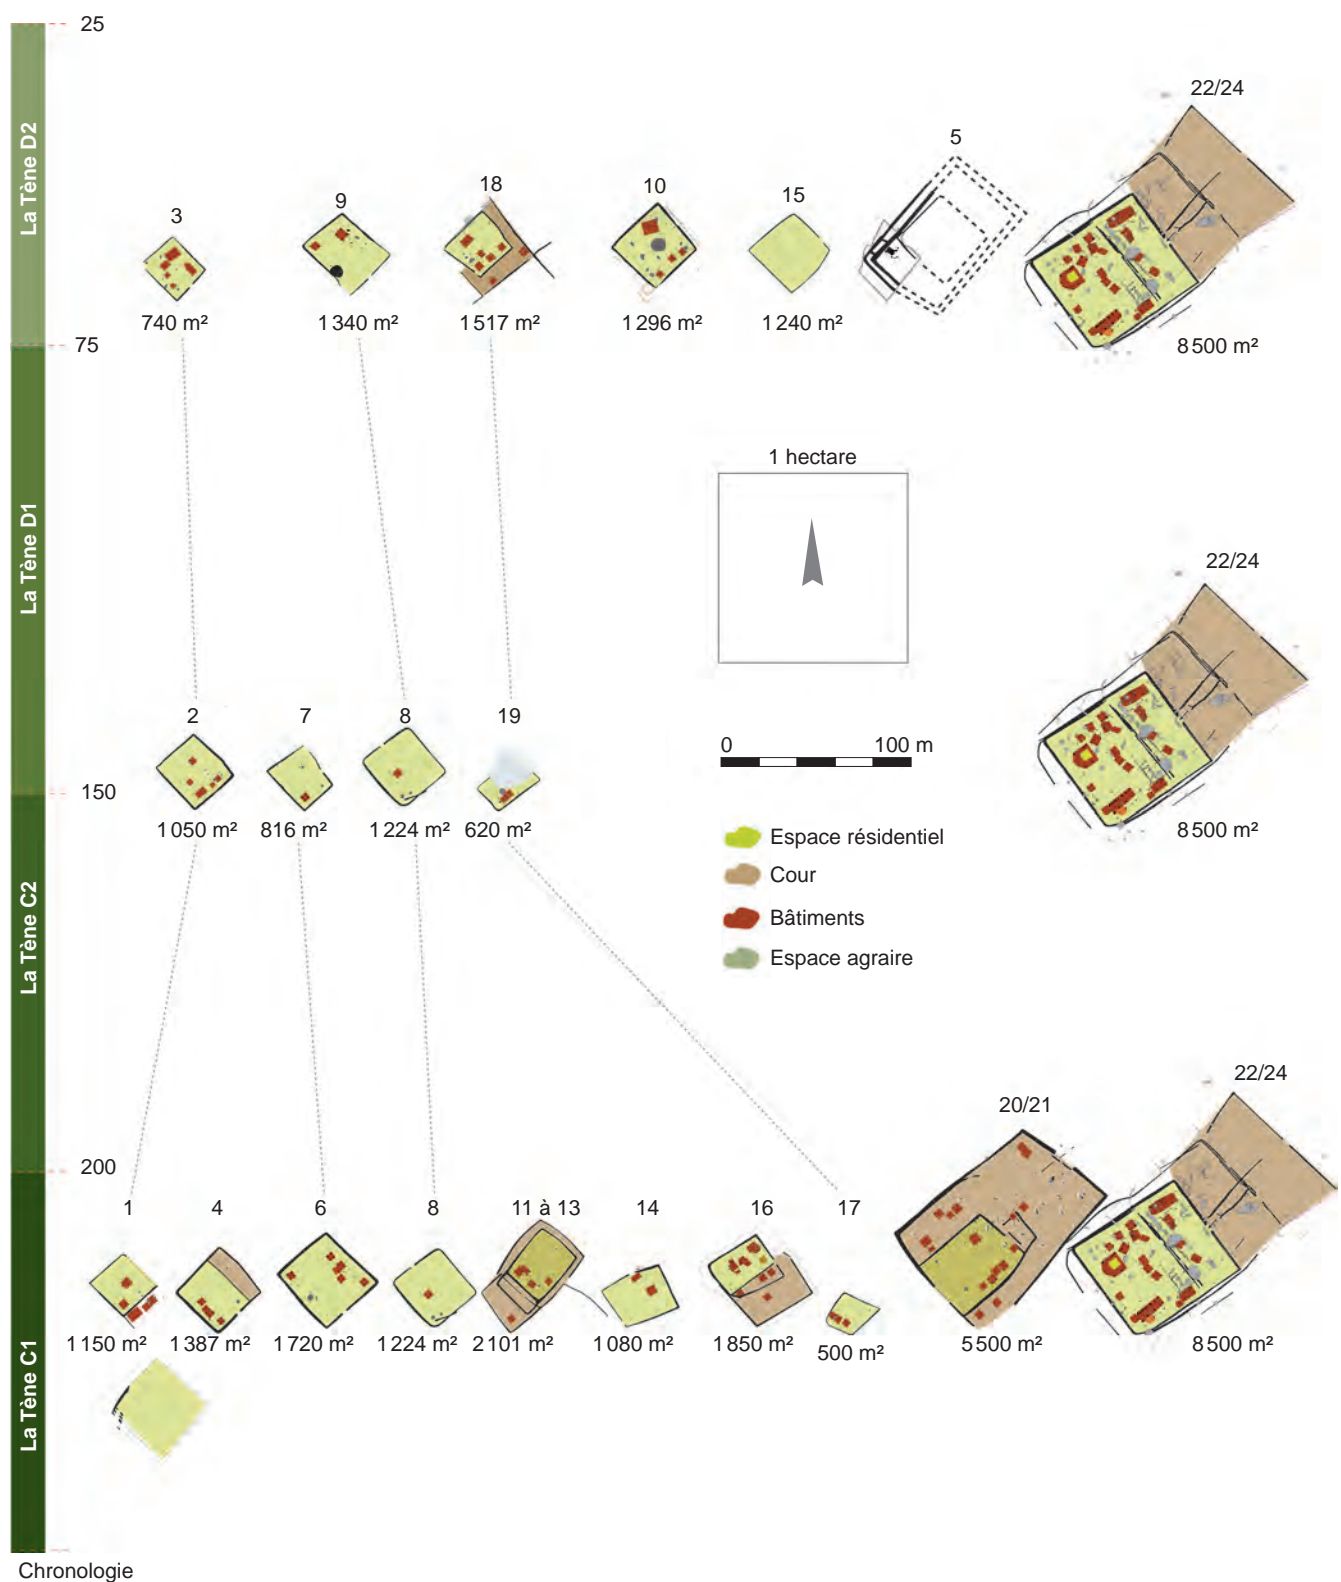 25
La Tène D2
22/24
5
18
10
15
9
3
740 m²
1 340 m²
1 517 m²
1 296 m²
1 240 m²
8 500 m²
75
La Tène D1
1 hectare
22/24
2
7
8
19
0 100 m
150
1 050 m²
816 m²
1 224 m²
620 m²
8 500 m²
Espace résidentiel
Cour
Bâtiments
Espace agraire
La Tène C2
22/24
20/21
200
1
4
6
8
11 à 13
14
16
17
1 150 m²
1 387 m²
1 720 m²
1 224 m²
2 101 m²
1 080 m²
1 850 m²
500 m²
5 500 m²
8 500 m²
La Tène C1
Chronologie